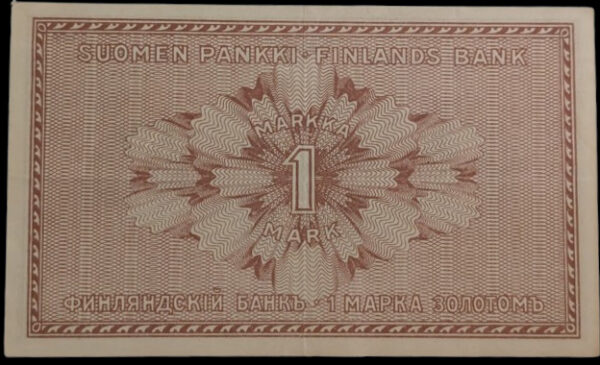 SUOMEN PANKKI · FINLANDS BANK
MARKKA
1
MARK
ФИНЛЯНДСКІЙ БАНКЪ · 1 МАРКА ЗОЛОТОМЪ